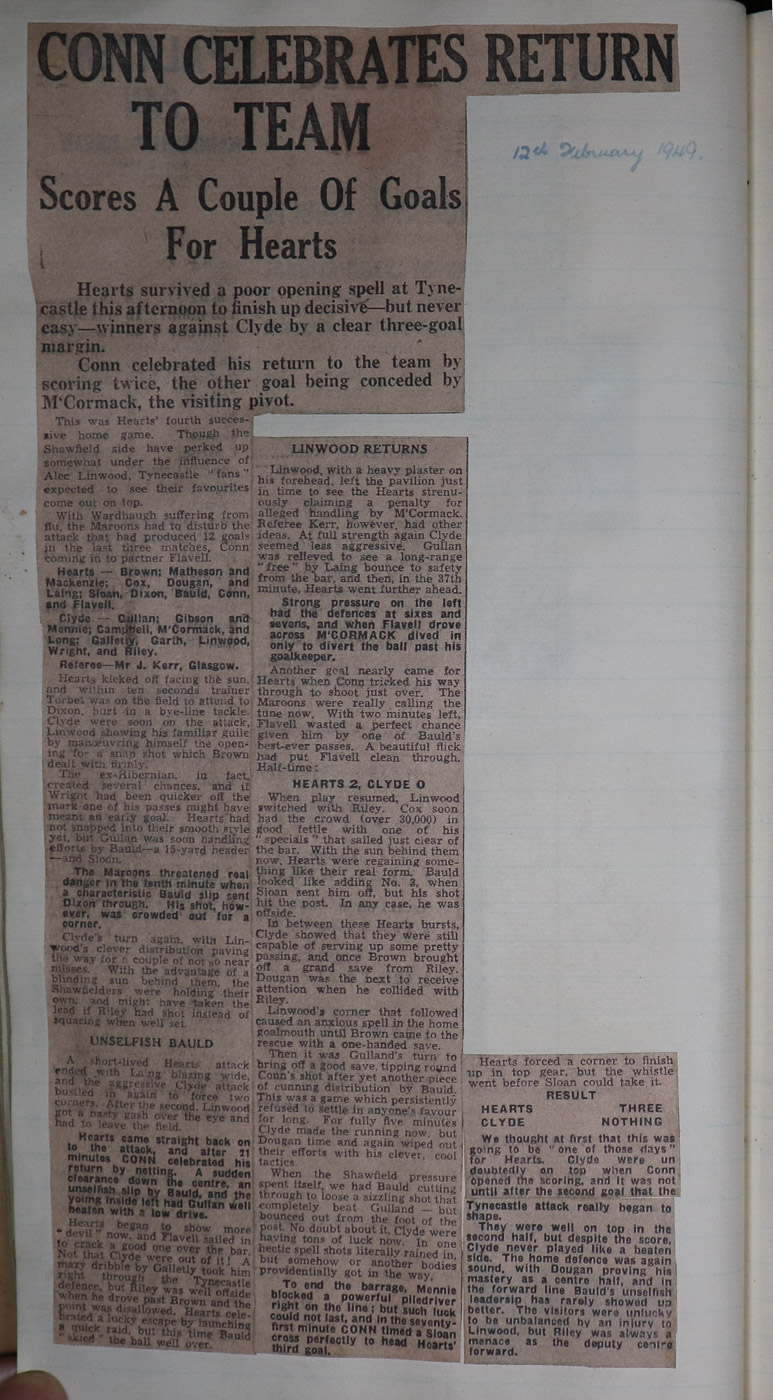 CONN CELEBRATES RETURN
TO TEAM
12th February 1949.
Scores A Couple Of Goals
For Hearts
Hearts survived a poor opening spell at Tyne-
castle this afternoon to finish up decisive—but never
easy—winners against Clyde by a clear three-goal
margin.
Conn celebrated his return to the team by
scoring twice, the other goal being conceded by
M'Cormack, the visiting pivot.
This was Hearts' fourth succes-
sive home game. Though the
Shawfield side have perked up
somewhat under the influence of
Alec Linwood, Tynecastle "fans"
expected to see their favourites
come out on top.
With Wardhaugh suffering from
flu, the Maroons had to disturb the
attack that had produced 12 goals
in the last three matches, Conn
coming in to partner Flavell.
Hearts — Brown; Matheson and
Mackenzie; Cox, Dougan, and
Laing; Sloan, Dixon, Bauld, Conn,
and Flavell.
Clyde — Gullan; Gibson and
Mennie; Campbell, M'Cormack, and
Long; Galletly, Garth, Linwood,
Wright, and Riley.
Referee—Mr J. Kerr, Glasgow.
Hearts kicked off facing the sun,
and within ten seconds trainer
Torbet was on the field to attend to
Dixon, hurt in a bye-line tackle.
Clyde were soon on the attack,
Linwood showing his familiar guile
by manœuvring himself the open-
ing for a snap shot which Brown
dealt with firmly.
The ex-Hibernian, in fact,
created several chances, and if
Wright had been quicker off the
mark one of his passes might have
meant an early goal. Hearts had
not snapped into their smooth style
yet, but Gullan was soon handling
efforts by Bauld—a 15-yard header
—and Sloan.
The Maroons threatened real
danger in the tenth minute when
a characteristic Bauld slip sent
Dixon through. His shot, how-
ever, was crowded out for a
corner.
Clyde's turn again, with Lin-
wood's clever distribution paving
the way for a couple of not so near
misses. With the advantage of a
blinding sun behind them, the
Shawfielders were holding their
own, and might have taken the
lead if Riley had shot instead of
squaring when well set.
UNSELFISH BAULD
A short-lived Hearts attack
ended with Laing blazing wide,
and the aggressive Clyde attack
bustled in again to force two
corners. After the second, Linwood
got a nasty gash over the eye and
had to leave the field.
Hearts came straight back on
to the attack, and after 21
minutes CONN celebrated his
return by netting. A sudden
clearance down the centre, an
unselfish slip by Bauld, and the
young inside left had Gullan well
beaten with a low drive.
Hearts began to show more
"devil" now, and Flavell sailed in
to crack a good one over the bar.
Not that Clyde were out of it! A
mazy dribble by Galletly took him
right through the Tynecastle
defence, but Riley was well offside
when he drove past Brown and the
point was disallowed. Hearts cele-
brated a lucky escape by launching
a quick raid, but this time Bauld
"skied" the ball well over.
LINWOOD RETURNS
Linwood, with a heavy plaster on
his forehead, left the pavilion just
in time to see the Hearts strenu-
ously claiming a penalty for
alleged handling by M'Cormack.
Referee Kerr, however, had other
ideas. At full strength again Clyde
seemed less aggressive. Gullan
was relieved to see a long-range
"free" by Laing bounce to safety
from the bar, and then, in the 37th
minute, Hearts went further ahead.
Strong pressure on the left
had the defences at sixes and
sevens, and when Flavell drove
across M'CORMACK dived in
only to divert the ball past his
goalkeeper.
Another goal nearly came for
Hearts when Conn tricked his way
through to shoot just over. The
Maroons were really calling the
tune now. With two minutes left,
Flavell wasted a perfect chance
given him by one of Bauld's
best-ever passes. A beautiful flick
had put Flavell clean through.
Half-time:
HEARTS 2, CLYDE 0
When play resumed, Linwood
switched with Riley. Cox soon
had the crowd (over 30,000) in
good fettle with one of his
"specials" that sailed just clear of
the bar. With the sun behind them
now, Hearts were regaining some-
thing like their real form. Bauld
looked like adding No. 3, when
Sloan sent him off, but his shot
hit the post. In any case, he was
offside.
In between these Hearts bursts,
Clyde showed that they were still
capable of serving up some pretty
passing, and once Brown brought
off a grand save from Riley.
Dougan was the next to receive
attention when he collided with
Riley.
Linwood's corner that followed
caused an anxious spell in the home
goalmouth until Brown came to the
rescue with a one-handed save.
Then it was Gulland's turn to
bring off a good save, tipping round
Conn's shot after yet another piece
of cunning distribution by Bauld.
This was a game which persistently
refused to settle in anyone's favour
for long. For fully five minutes
Clyde made the running now, but
Dougan time and again wiped out
their efforts with his clever, cool
tactics.
When the Shawfield pressure
spent itself, we had Bauld cutting
through to loose a sizzling shot that
completely beat Gulland — but
bounced out from the foot of the
post. No doubt about it, Clyde were
having tons of luck now. In one
hectic spell shots literally rained in,
but somehow or another bodies
providentially got in the way.
To end the barrage, Mennie
blocked a powerful piledriver
right on the line; but such luck
could not last, and in the seventy-
first minute CONN timed a Sloan
cross perfectly to head Hearts'
third goal.
Hearts forced a corner to finish
up in top gear, but the whistle
went before Sloan could take it.
RESULT
HEARTS THREE
CLYDE NOTHING
We thought at first that this was
going to be "one of those days"
for Hearts. Clyde were un
doubtedly on top when Conn
opened the scoring, and it was not
until after the second goal that the
Tynecastle attack really began to
shape.
They were well on top in the
second half, but despite the score,
Clyde never played like a beaten
side. The home defence was again
sound, with Dougan proving his
mastery as a centre half, and in
the forward line Bauld's unselfish
leadersip has rarely showed up
better. The visitors were unlucky
to be unbalanced by an injury to
Linwood, but Riley was always a
menace as the deputy centre
forward.